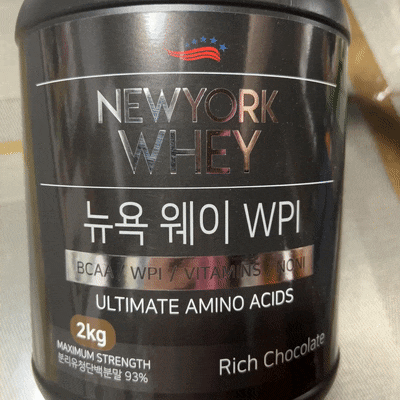 NEWYORK
WHEY
뉴욕 웨이 WPI
BCAA / WPI / VITAMINS / NONI
ULTIMATE AMINO ACIDS
2kg
MAXIMUM STRENGTH
분리유청단백분말 93%
Rich Chocolate